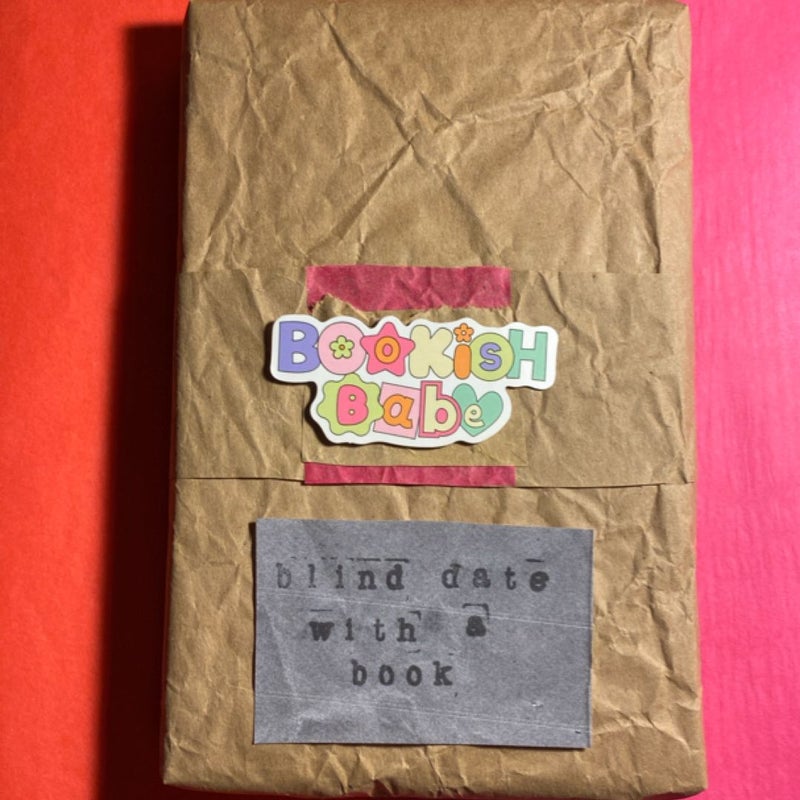 BOOKiSH
Babe
blind date
with a
book